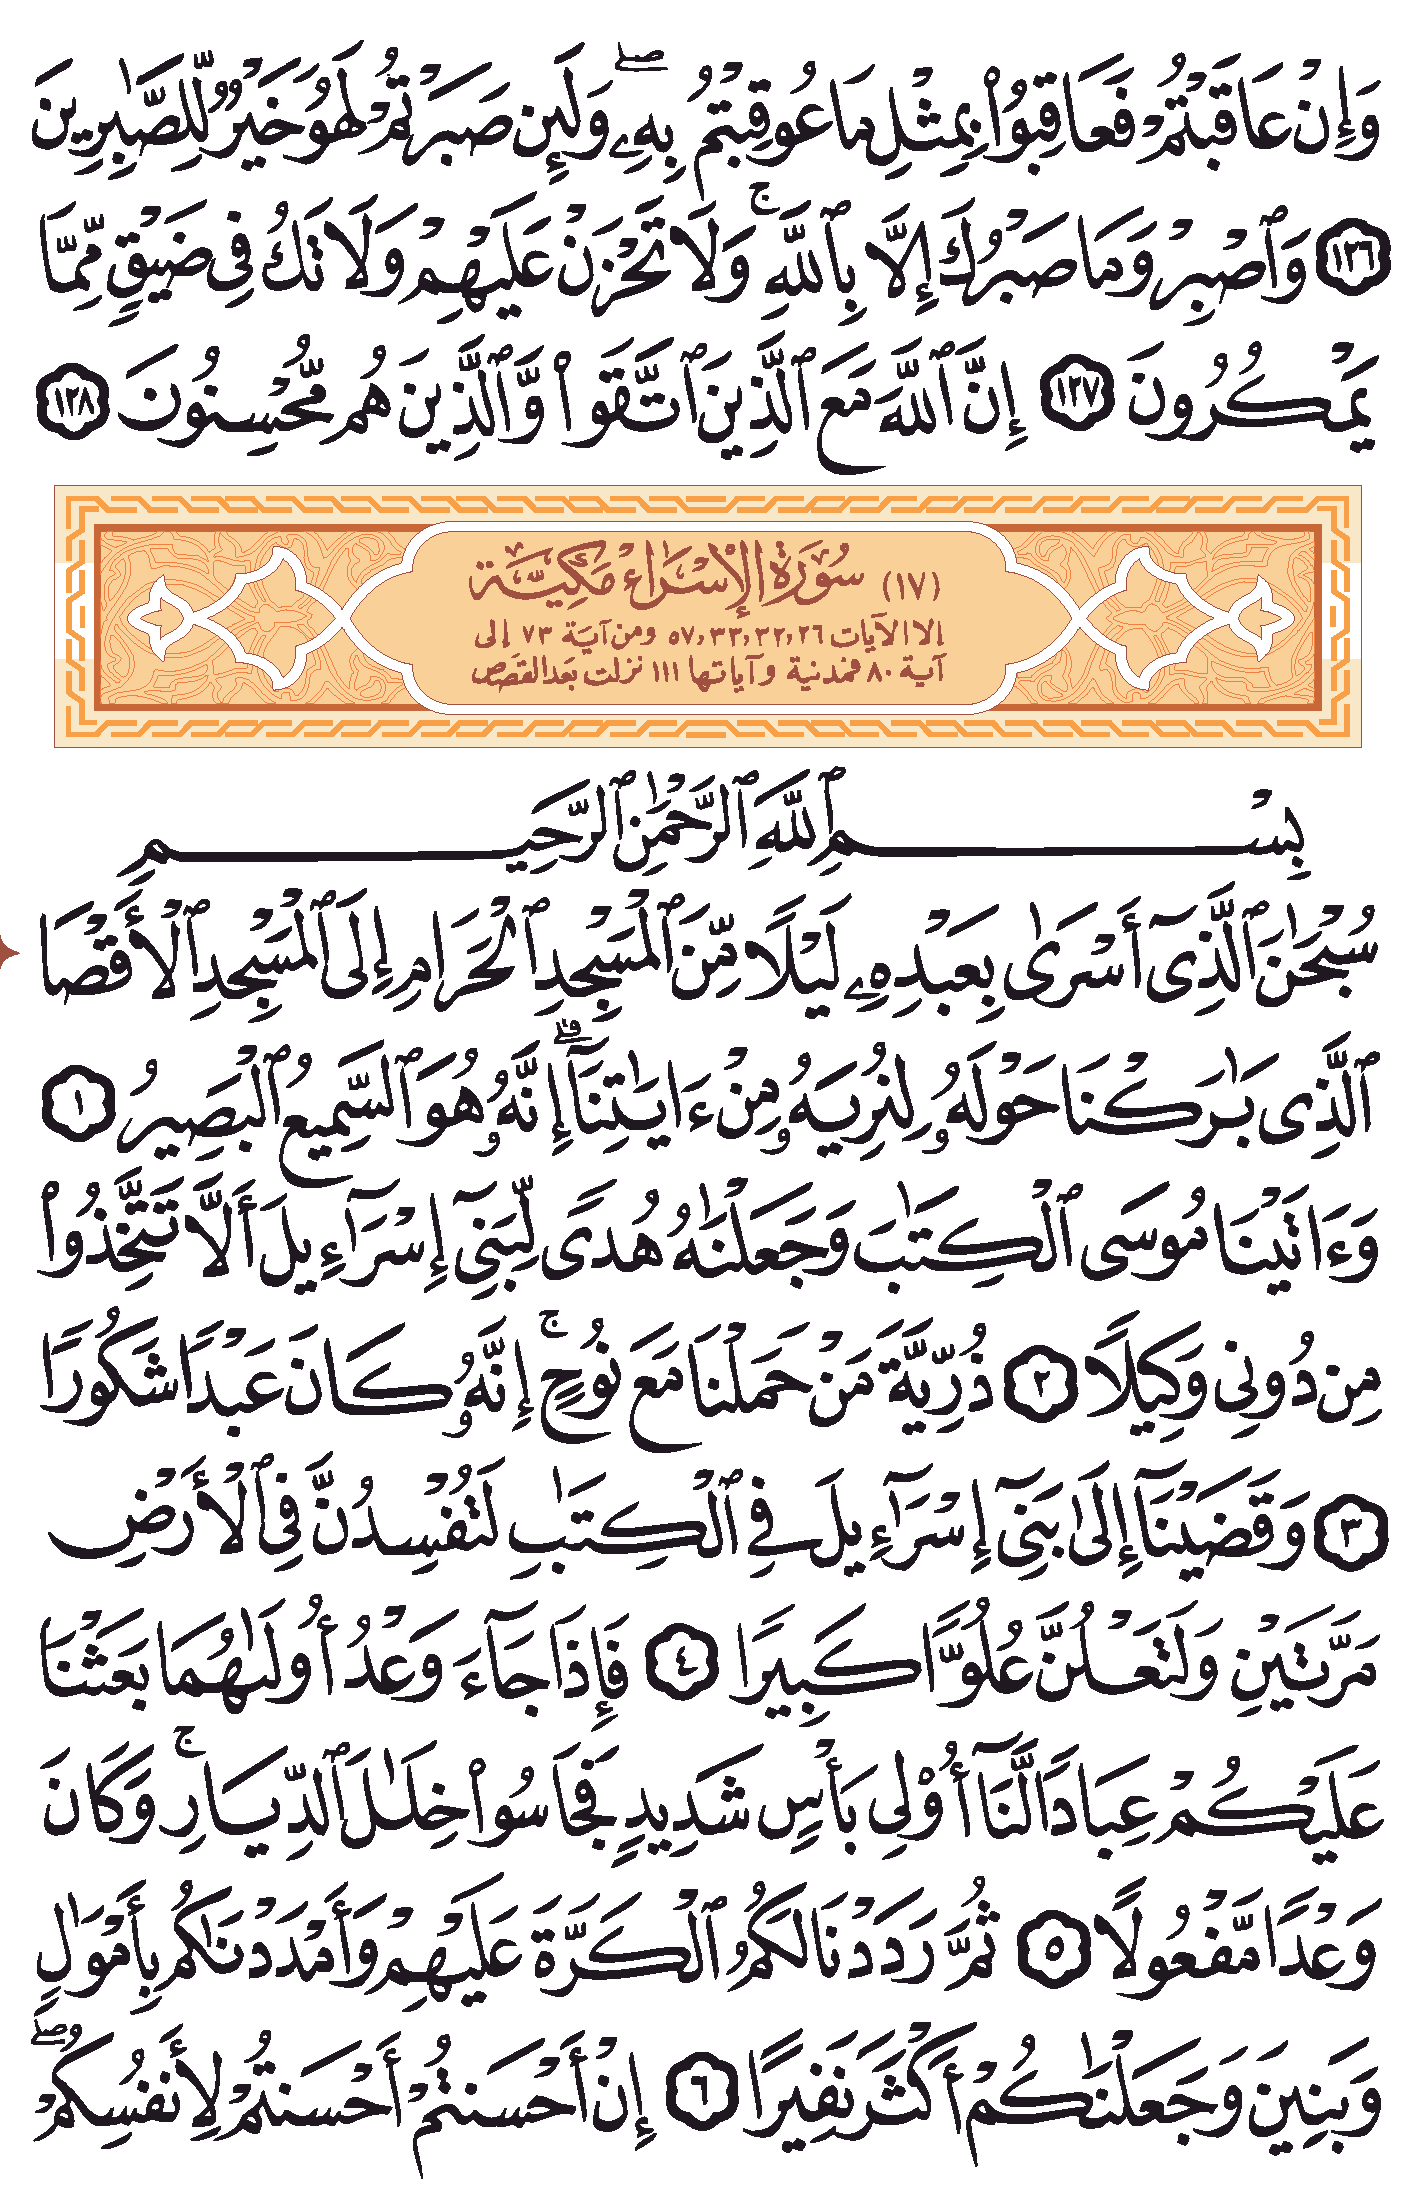 وَإِنْ عَاقَبْتُمْ فَعَاقِبُوا۟ بِمِثْلِ مَا عُوقِبْتُم بِهِۦ ۖ وَلَئِن صَبَرْتُمْ لَهُوَ خَيْرٌ لِّلصَّٰبِرِينَ
١٢٦ وَٱصْبِرْ وَمَا صَبْرُكَ إِلَّا بِٱللَّهِ ۚ وَلَا تَحْزَنْ عَلَيْهِمْ وَلَا تَكُ فِى ضَيْقٍ مِّمَّا
يَمْكُرُونَ ١٢٧ إِنَّ ٱللَّهَ مَعَ ٱلَّذِينَ ٱتَّقَوا۟ وَّٱلَّذِينَ هُم مُّحْسِنُونَ ١٢٨
(١٧) سُورَة الإِسْرَاء مَكِّيَّة
الا الآيات ٢٦، ٣٢، ٣٣، ٥٧ ومن آية ٧٣ إلى
آية ٨٠ فمدنية وآياتها ١١١ نزلت بعد القصص
بِسْمِ ٱللَّهِ ٱلرَّحْمَٰنِ ٱلرَّحِيمِ
سُبْحَٰنَ ٱلَّذِىٓ أَسْرَىٰ بِعَبْدِهِۦ لَيْلًا مِّنَ ٱلْمَسْجِدِ ٱلْحَرَامِ إِلَى ٱلْمَسْجِدِ ٱلْأَقْصَا
ٱلَّذِى بَٰرَكْنَا حَوْلَهُۥ لِنُرِيَهُۥ مِنْ ءَايَٰتِنَآ ۚ إِنَّهُۥ هُوَ ٱلسَّمِيعُ ٱلْبَصِيرُ ١
وَءَاتَيْنَا مُوسَى ٱلْكِتَٰبَ وَجَعَلْنَٰهُ هُدًى لِّبَنِىٓ إِسْرَٰٓءِيلَ أَلَّا تَتَّخِذُوا۟
مِن دُونِى وَكِيلًا ٢ ذُرِّيَّةَ مَنْ حَمَلْنَا مَعَ نُوحٍ ۚ إِنَّهُۥ كَانَ عَبْدًا شَكُورًا
٣ وَقَضَيْنَآ إِلَىٰ بَنِىٓ إِسْرَٰٓءِيلَ فِى ٱلْكِتَٰبِ لَتُفْسِدُنَّ فِى ٱلْأَرْضِ
مَرَّتَيْنِ وَلَتَعْلُنَّ عُلُوًّا كَبِيرًا ٤ فَإِذَا جَآءَ وَعْدُ أُولَىٰهُمَا بَعَثْنَا
عَلَيْكُمْ عِبَادًا لَّنَآ أُو۟لِى بَأْسٍ شَدِيدٍ فَجَاسُوا۟ خِلَٰلَ ٱلدِّيَارِ ۚ وَكَانَ
وَعْدًا مَّفْعُولًا ٥ ثُمَّ رَدَدْنَا لَكُمُ ٱلْكَرَّةَ عَلَيْهِمْ وَأَمْدَدْنَٰكُم بِأَمْوَٰلٍ
وَبَنِينَ وَجَعَلْنَٰكُمْ أَكْثَرَ نَفِيرًا ٦ إِنْ أَحْسَنتُمْ أَحْسَنتُمْ لِأَنفُسِكُمْ ۖ